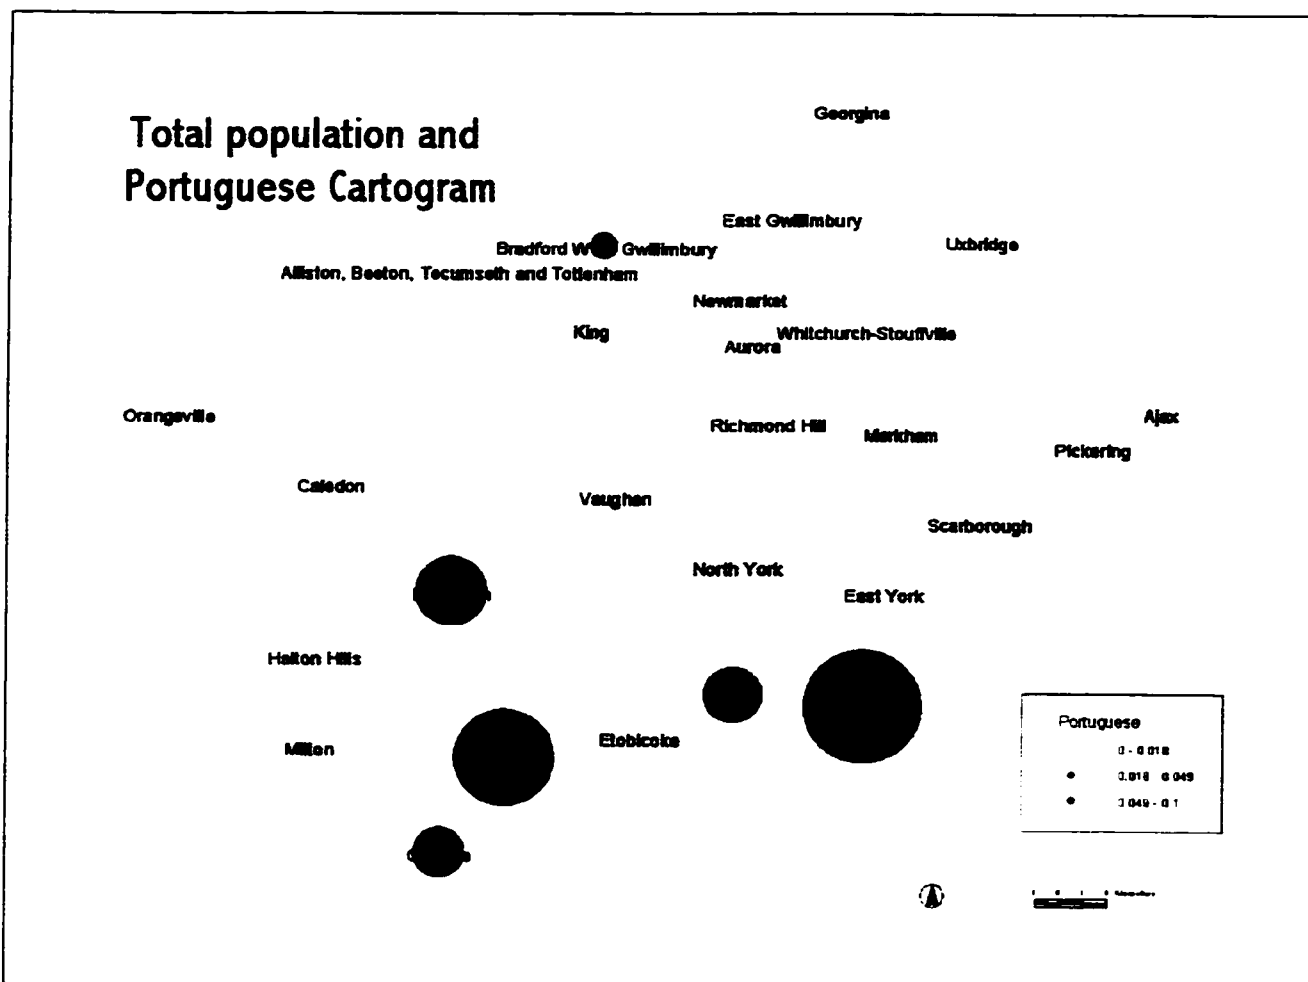 Total population and
Portuguese Cartogram
Georgina
East Gwillimbury
Uxbridge
Bradford W Gwillimbury
Alliston, Beeton, Tecumseth and Tottenham
Newmarket
King
Whitchurch-Stouffville
Aurora
Orangeville
Ajax
Richmond Hill
Markham
Pickering
Caledon
Vaughan
Scarborough
North York
East York
Halton Hills
Etobicoke
Milton
Portuguese
0 - 0.018
0.018 - 0.049
0.049 - 0.1